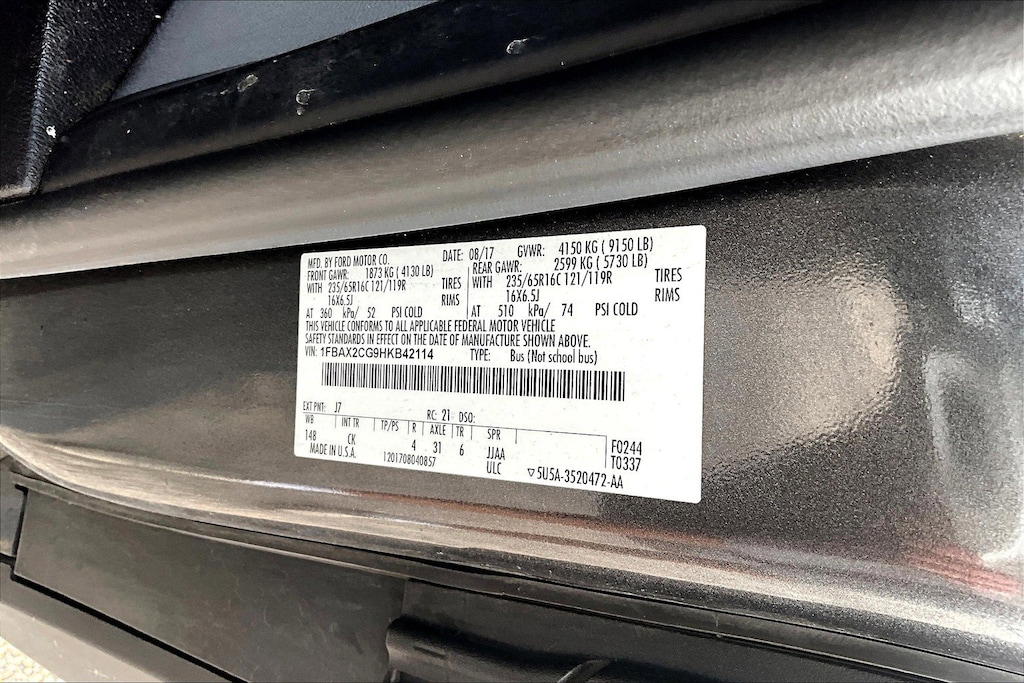 MFD. BY FORD MOTOR CO. DATE: 08/17 GVWR: 4150 KG ( 9150 LB)
FRONT GAWR: 1873 KG ( 4130 LB) REAR GAWR: 2599 KG ( 5730 LB)
WITH 235/65R16C 121/119R TIRES WITH 235/65R16C 121/119R TIRES
16X6.5J RIMS 16X6.5J RIMS
AT 360 kPa/ 52 PSI COLD AT 510 kPa/ 74 PSI COLD
THIS VEHICLE CONFORMS TO ALL APPLICABLE FEDERAL MOTOR VEHICLE
SAFETY STANDARDS IN EFFECT ON THE DATE OF MANUFACTURE SHOWN ABOVE.
VIN: 1FBAX2CG9HKB42114 TYPE: Bus (Not school bus)
EXT PNT: J7 RC: 21 DSO:
WB INT TR TP/PS R AXLE TR SPR
148 CK 4 31 6 JJAA F0244
MADE IN U.S.A. 12017080408S7 ULC T0337
▽5U5A-3520472-AA